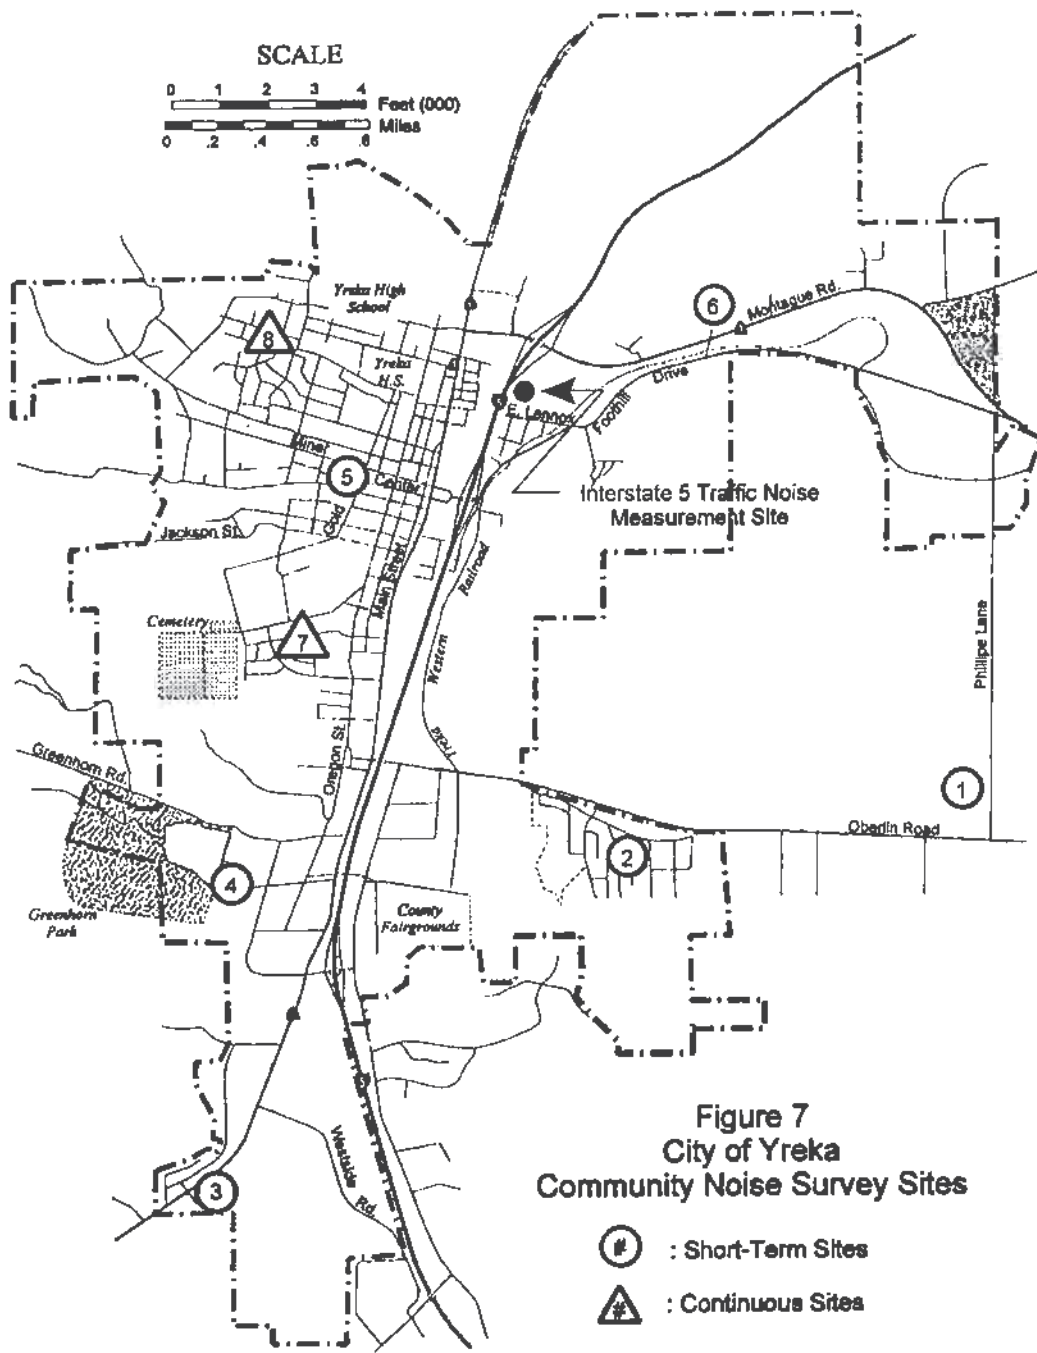 SCALE
0 1 2 3 4
Feet (000)
Miles
0 .2 .4 .5 .8
Yreka High
School
8
6
Montague Rd.
Yreka
H.S.
Drive
E. Lennox
Foothill
Miner
5
Center
Interstate 5 Traffic Noise
Measurement Site
Gold
Jackson St.
Main Street
Railroad
Cemetery
7
Western
Phillipe Lane
Yreka
Greenhorn Rd.
Oregon St.
1
Oberlin Road
2
4
County
Fairgrounds
Greenhorn
Park
Figure 7
City of Yreka
Community Noise Survey Sites
Westside Rd.
3
# : Short-Term Sites
# : Continuous Sites